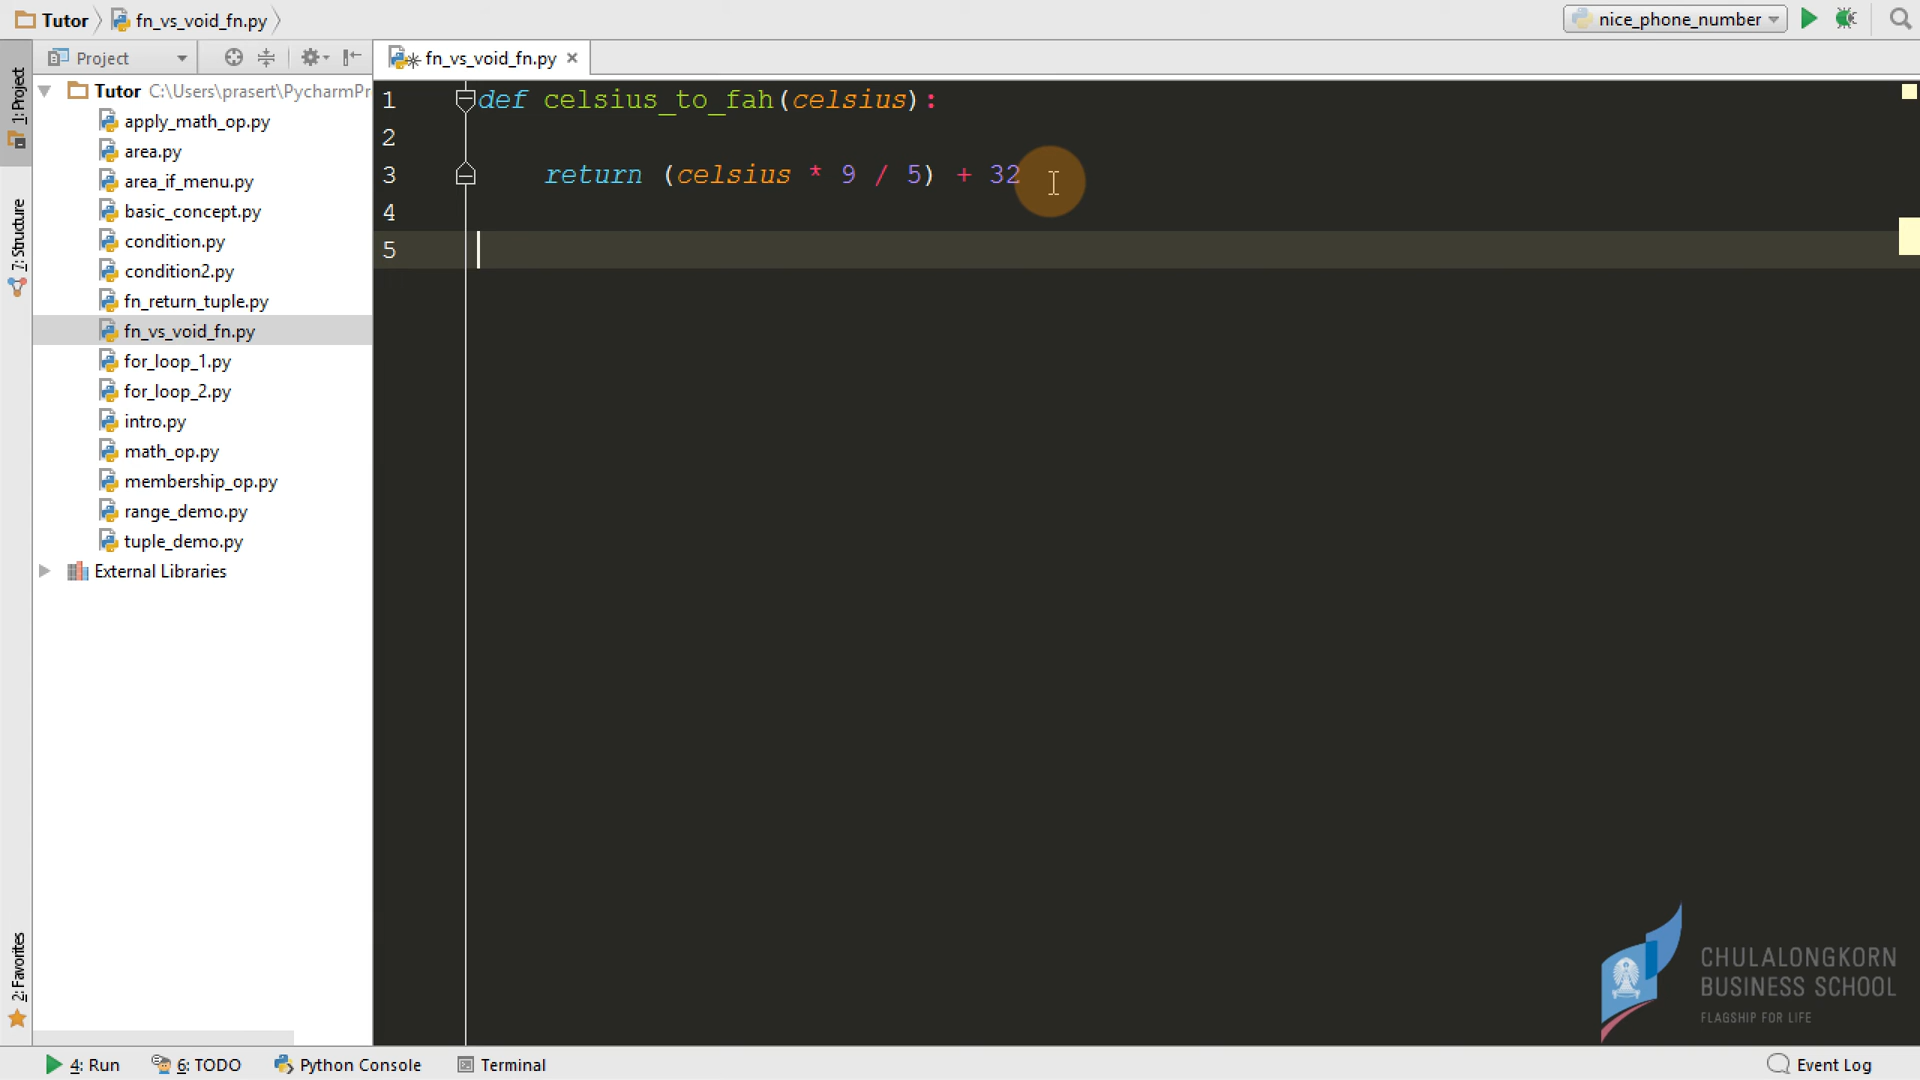 Tutor fn_vs_void_fn.py nice_phone_number
1: Project
7: Structure
2: Favorites
Project
Tutor C:\Users\prasert\PycharmPr
apply_math_op.py
area.py
area_if_menu.py
basic_concept.py
condition.py
condition2.py
fn_return_tuple.py
fn_vs_void_fn.py
for_loop_1.py
for_loop_2.py
intro.py
math_op.py
membership_op.py
range_demo.py
tuple_demo.py
External Libraries
fn_vs_void_fn.py
1 def celsius_to_fah(celsius):
2
3 return (celsius * 9 / 5) + 32
4
5
CHULALONGKORN
BUSINESS SCHOOL
FLAGSHIP FOR LIFE
4: Run 6: TODO Python Console Terminal Event Log